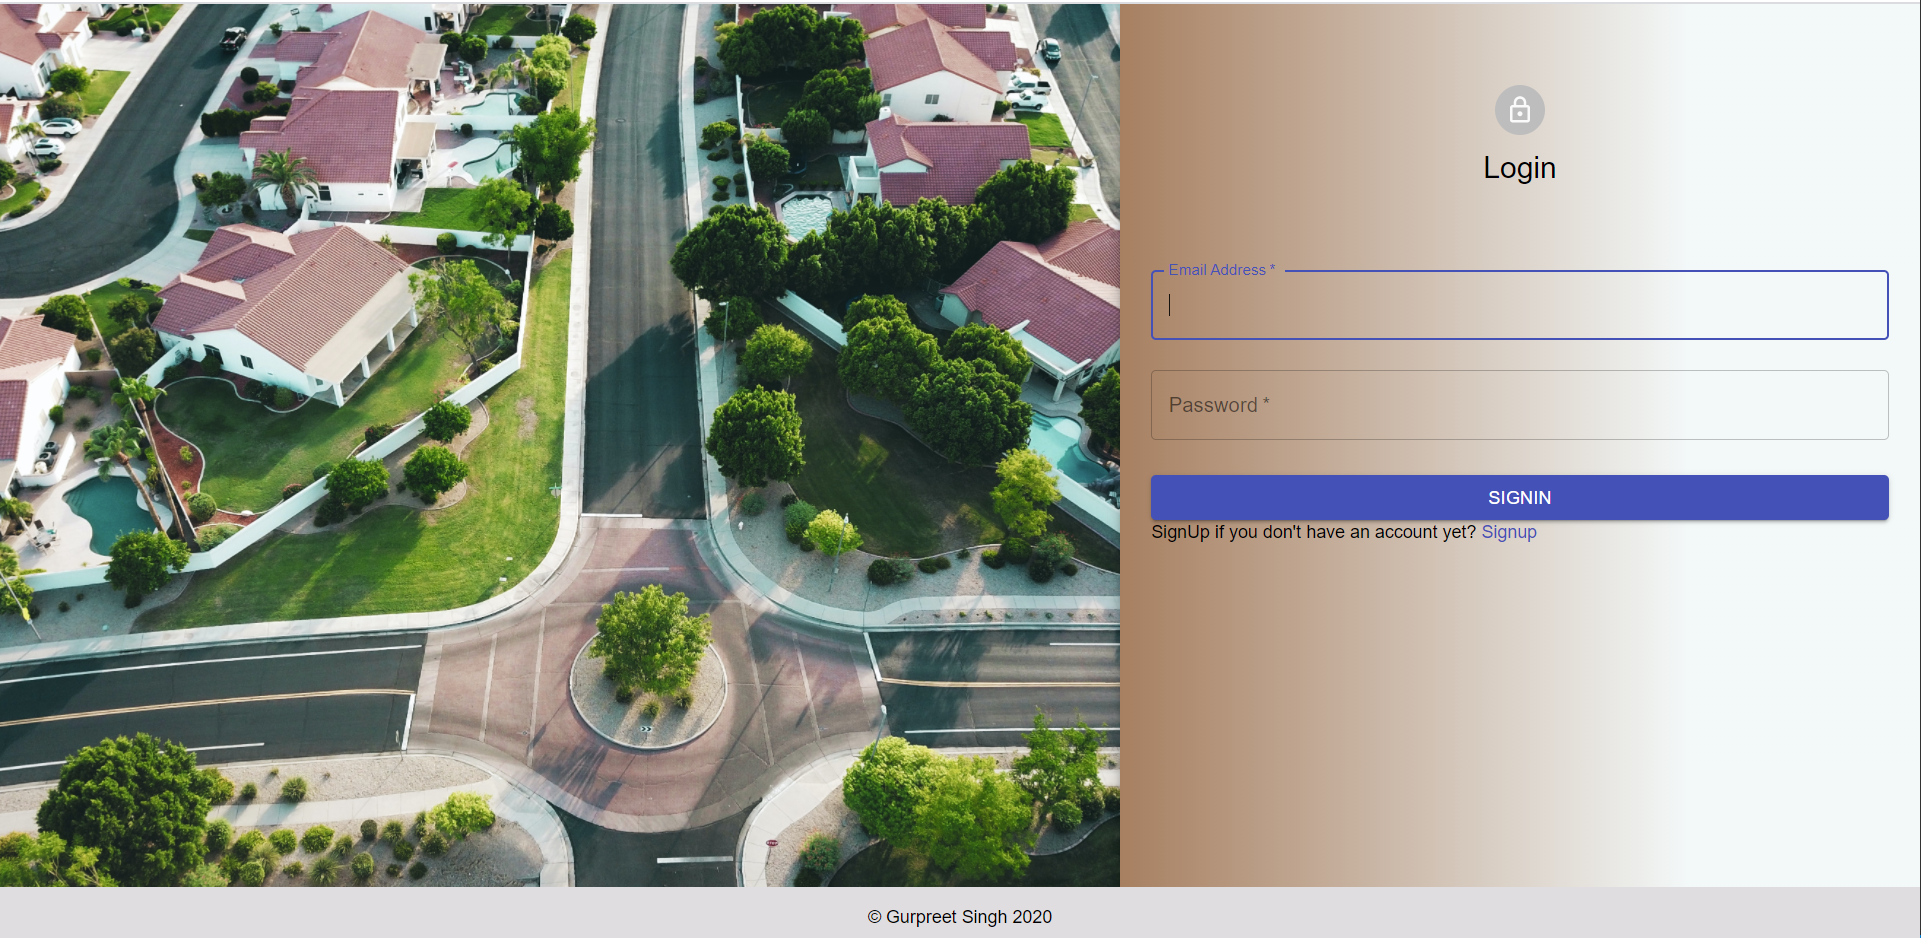 Login
Email Address *
Password *
SIGNIN
SignUp if you don't have an account yet? Signup
© Gurpreet Singh 2020